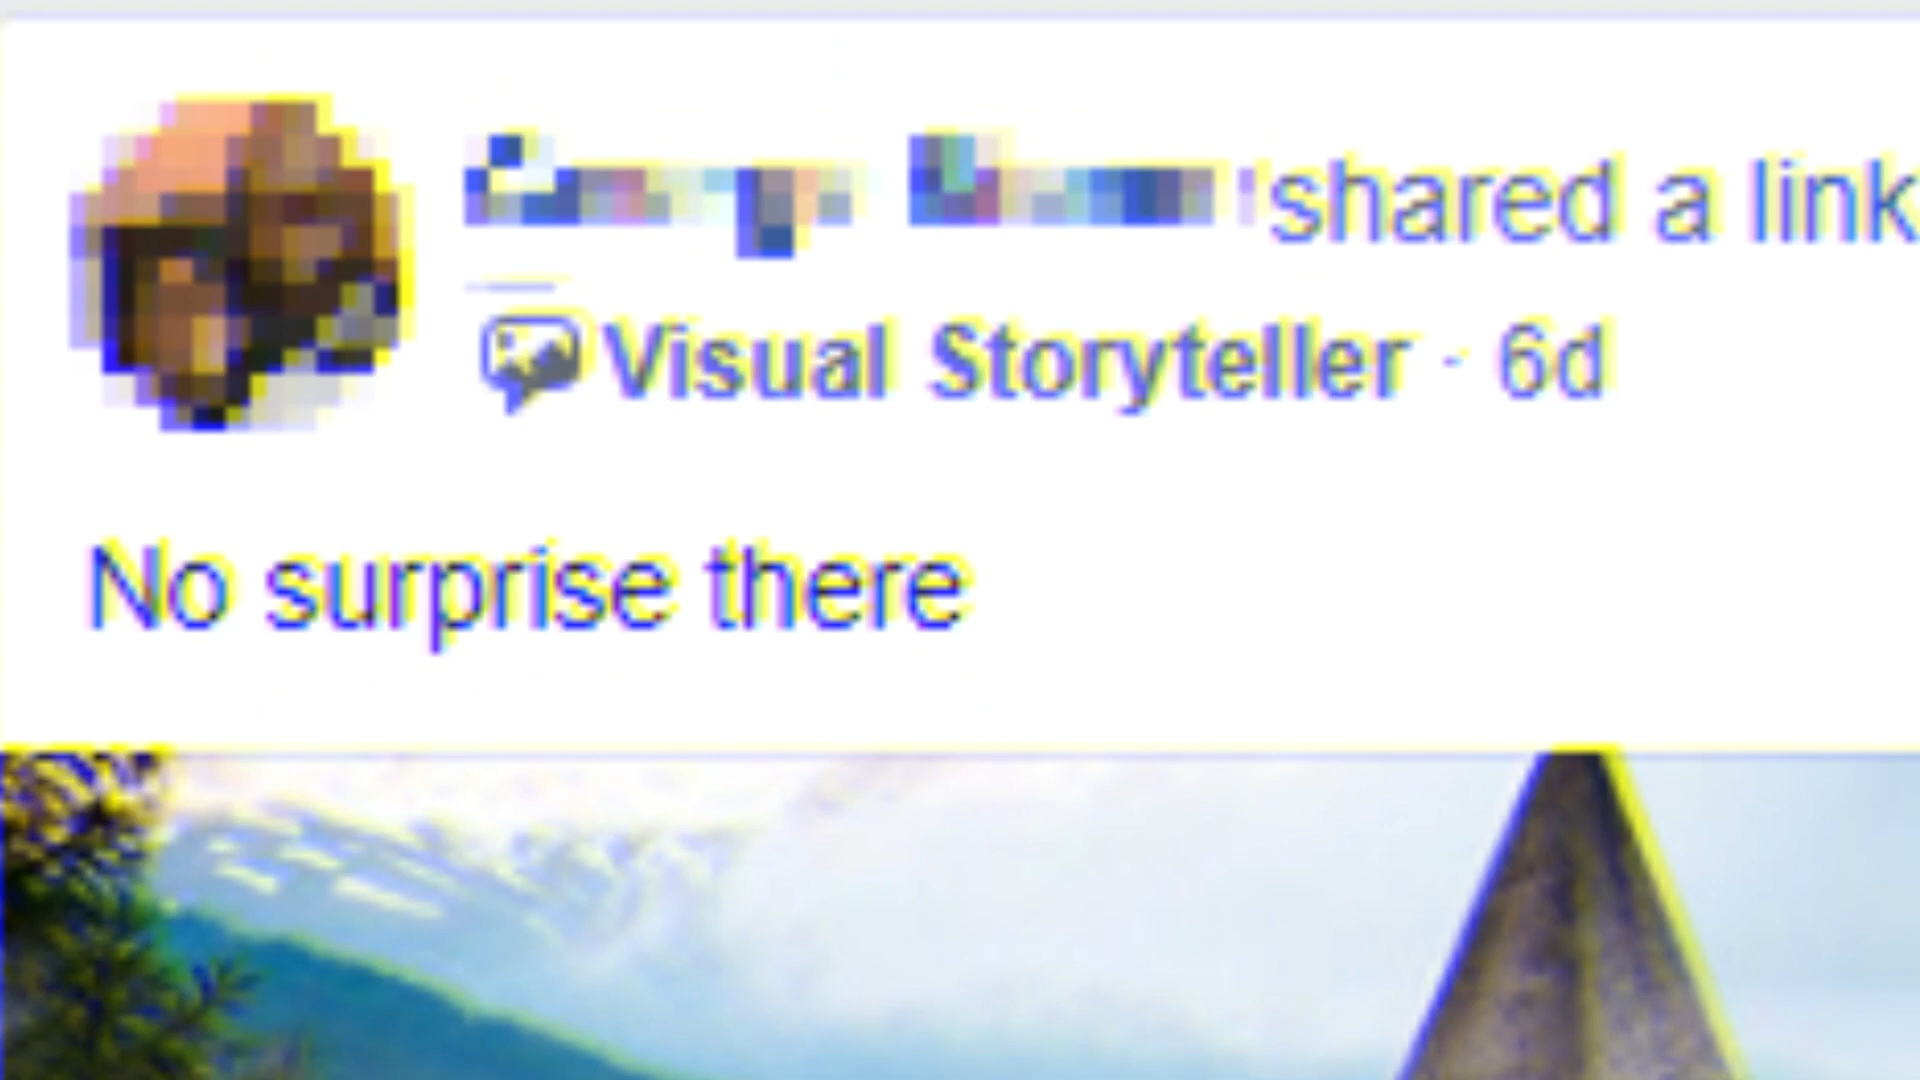 shared a link
Visual Storyteller · 6d
No surprise there